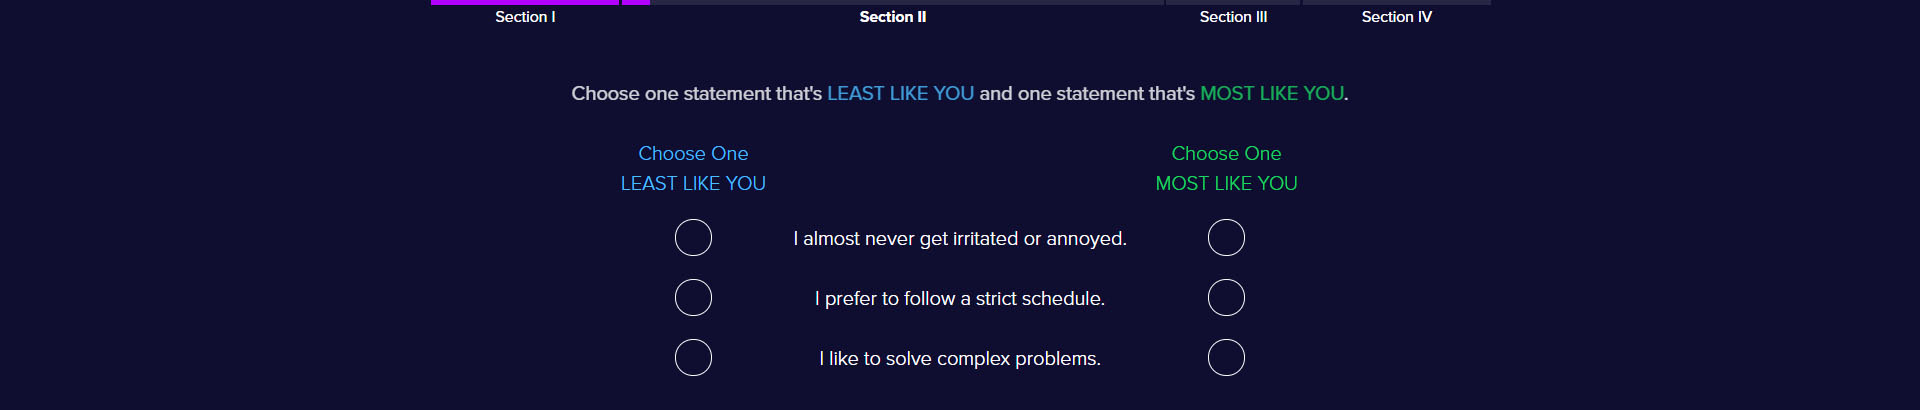 Section I Section II Section III Section IV
Choose one statement that's LEAST LIKE YOU and one statement that's MOST LIKE YOU.
Choose One Choose One
LEAST LIKE YOU MOST LIKE YOU
I almost never get irritated or annoyed.
I prefer to follow a strict schedule.
I like to solve complex problems.